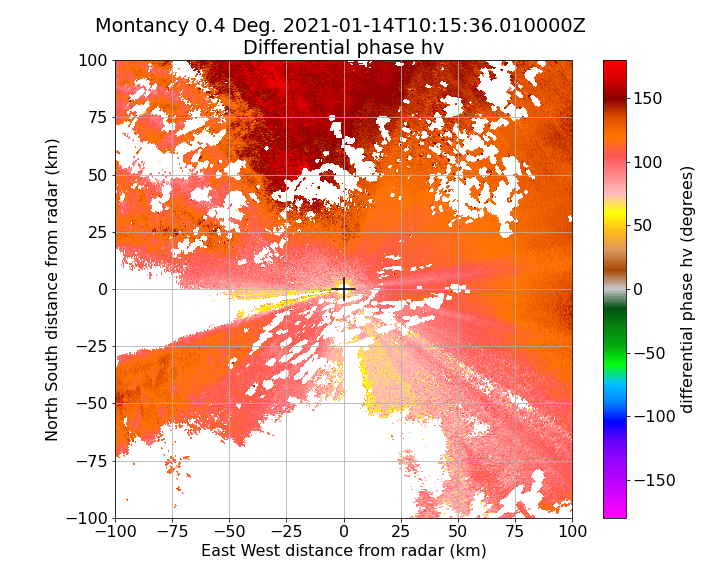 Montancy 0.4 Deg. 2021-01-14T10:15:36.010000Z
Differential phase hv
100
75
50
25
0
−25
−50
−75
−100
−100 −75 −50 −25 0 25 50 75 100
East West distance from radar (km)
North South distance from radar (km)
150
100
50
0
−50
−100
−150
differential phase hv (degrees)